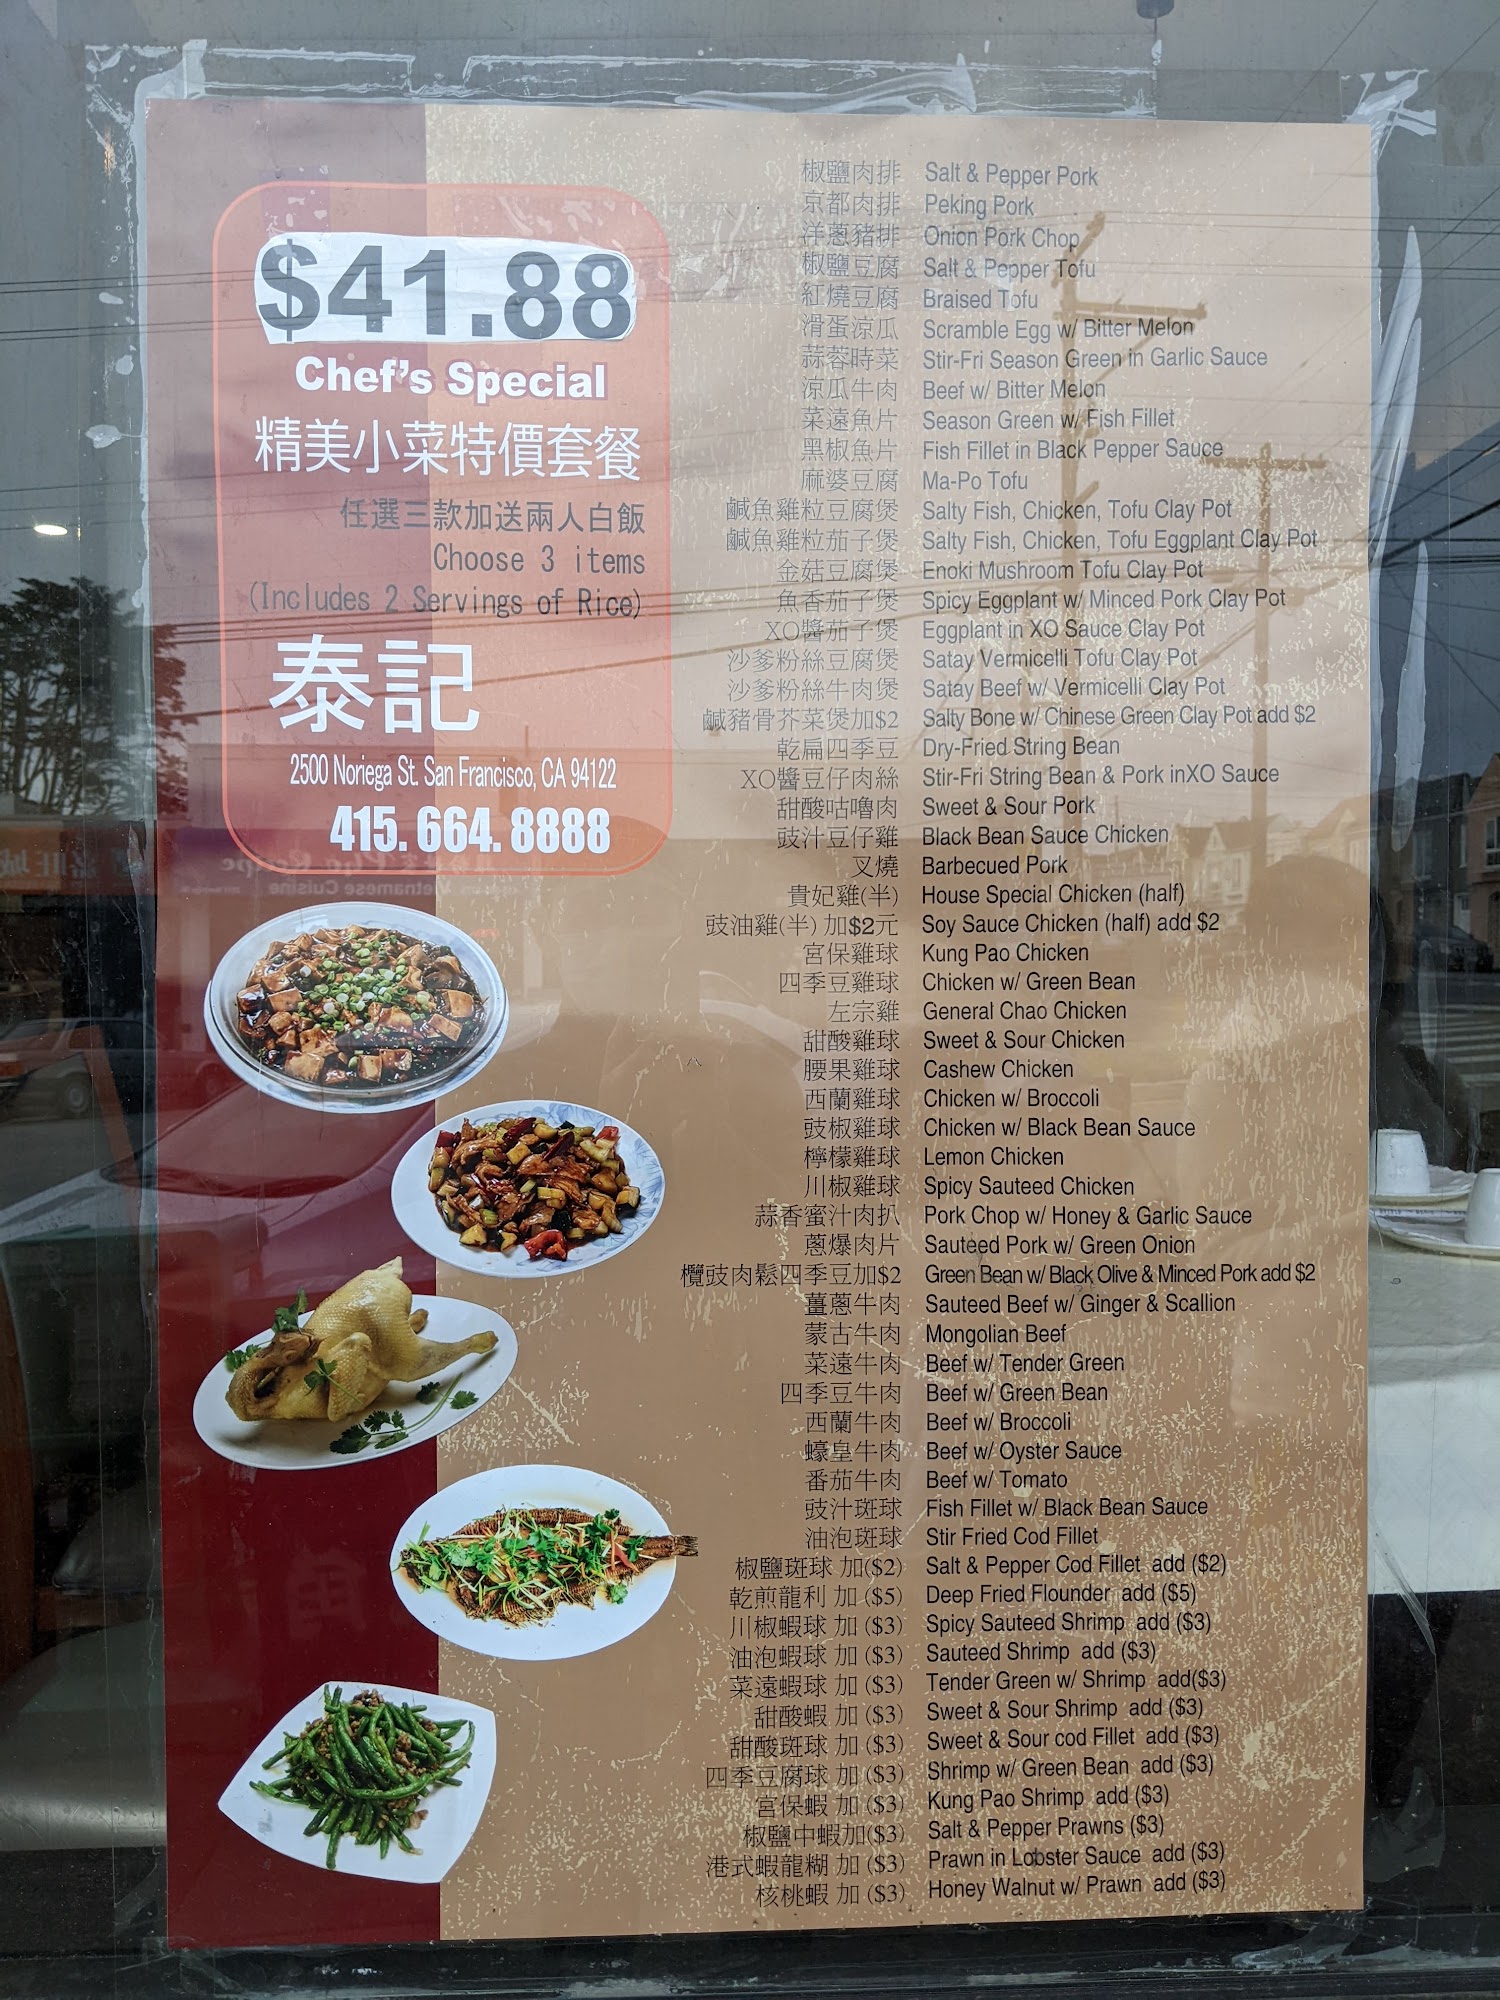 $41.88
Chef's Special
精美小菜特價套餐
任選三款加送兩人白飯
Choose 3 items
(Includes 2 Servings of Rice)
泰記
2500 Noriega St. San Francisco, CA 94122
415. 664. 8888
椒鹽肉排 Salt & Pepper Pork
京都肉排 Peking Pork
洋蔥豬排 Onion Pork Chop
椒鹽豆腐 Salt & Pepper Tofu
紅燒豆腐 Braised Tofu
滑蛋涼瓜 Scramble Egg w/ Bitter Melon
蒜蓉時菜 Stir-Fri Season Green in Garlic Sauce
涼瓜牛肉 Beef w/ Bitter Melon
菜遠魚片 Season Green w/ Fish Fillet
黑椒魚片 Fish Fillet in Black Pepper Sauce
麻婆豆腐 Ma-Po Tofu
鹹魚雞粒豆腐煲 Salty Fish, Chicken, Tofu Clay Pot
鹹魚雞粒茄子煲 Salty Fish, Chicken, Tofu Eggplant Clay Pot
金菇豆腐煲 Enoki Mushroom Tofu Clay Pot
魚香茄子煲 Spicy Eggplant w/ Minced Pork Clay Pot
XO醬茄子煲 Eggplant in XO Sauce Clay Pot
沙爹粉絲豆腐煲 Satay Vermicelli Tofu Clay Pot
沙爹粉絲牛肉煲 Satay Beef w/ Vermicelli Clay Pot
鹹豬骨芥菜煲加$2 Salty Bone w/ Chinese Green Clay Pot add $2
乾扁四季豆 Dry-Fried String Bean
XO醬豆仔肉絲 Stir-Fri String Bean & Pork inXO Sauce
甜酸咕嚕肉 Sweet & Sour Pork
豉汁豆仔雞 Black Bean Sauce Chicken
叉燒 Barbecued Pork
貴妃雞(半) House Special Chicken (half)
豉油雞(半) 加$2元 Soy Sauce Chicken (half) add $2
宮保雞球 Kung Pao Chicken
四季豆雞球 Chicken w/ Green Bean
左宗雞 General Chao Chicken
甜酸雞球 Sweet & Sour Chicken
腰果雞球 Cashew Chicken
西蘭雞球 Chicken w/ Broccoli
豉椒雞球 Chicken w/ Black Bean Sauce
檸檬雞球 Lemon Chicken
川椒雞球 Spicy Sauteed Chicken
蒜香蜜汁肉扒 Pork Chop w/ Honey & Garlic Sauce
蔥爆肉片 Sauteed Pork w/ Green Onion
欖豉肉鬆四季豆加$2 Green Bean w/ Black Olive & Minced Pork add $2
薑蔥牛肉 Sauteed Beef w/ Ginger & Scallion
蒙古牛肉 Mongolian Beef
菜遠牛肉 Beef w/ Tender Green
四季豆牛肉 Beef w/ Green Bean
西蘭牛肉 Beef w/ Broccoli
蠔皇牛肉 Beef w/ Oyster Sauce
番茄牛肉 Beef w/ Tomato
豉汁斑球 Fish Fillet w/ Black Bean Sauce
油泡斑球 Stir Fried Cod Fillet
椒鹽斑球 加($2) Salt & Pepper Cod Fillet add ($2)
乾煎龍利 加 ($5) Deep Fried Flounder add ($5)
川椒蝦球 加 ($3) Spicy Sauteed Shrimp add ($3)
油泡蝦球 加 ($3) Sauteed Shrimp add ($3)
菜遠蝦球 加 ($3) Tender Green w/ Shrimp add($3)
甜酸蝦 加 ($3) Sweet & Sour Shrimp add ($3)
甜酸斑球 加 ($3) Sweet & Sour cod Fillet add ($3)
四季豆腐球 加 ($3) Shrimp w/ Green Bean add ($3)
宮保蝦 加 ($3) Kung Pao Shrimp add ($3)
椒鹽中蝦加($3) Salt & Pepper Prawns ($3)
港式蝦龍糊 加 ($3) Prawn in Lobster Sauce add ($3)
核桃蝦 加 ($3) Honey Walnut w/ Prawn add ($3)